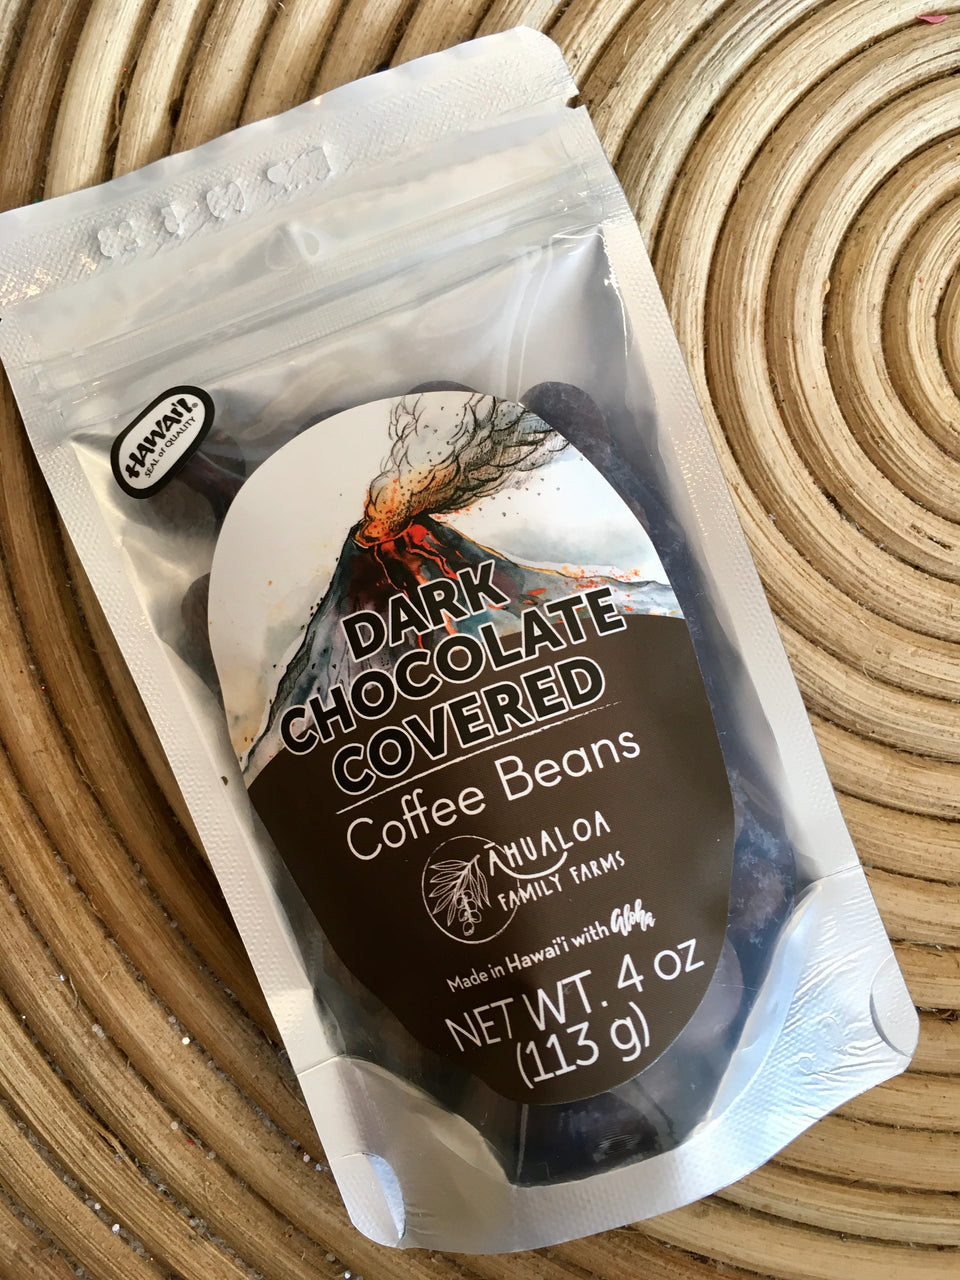 HAWAI'I®
SEAL of QUALITY
DARK
CHOCOLATE
COVERED
Coffee Beans
ĀHUALOA
FAMILY FARMS
Made in Hawai'i with aloha
NET WT. 4 oz
(113 g)